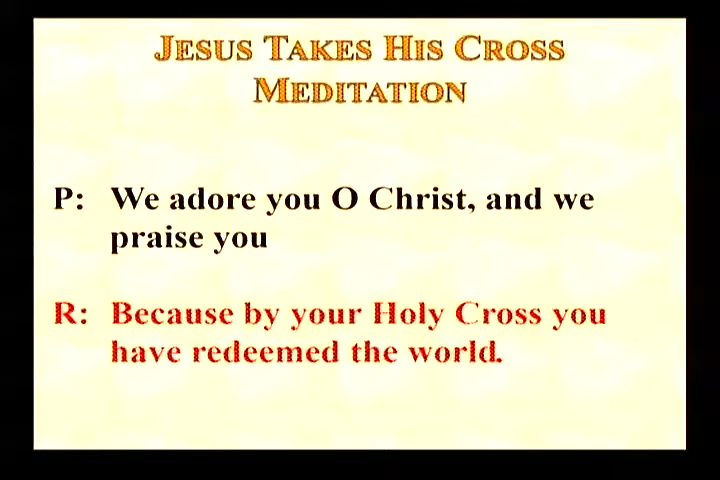 JESUS TAKES HIS CROSS
MEDITATION
P: We adore you O Christ, and we
praise you
R: Because by your Holy Cross you
have redeemed the world.